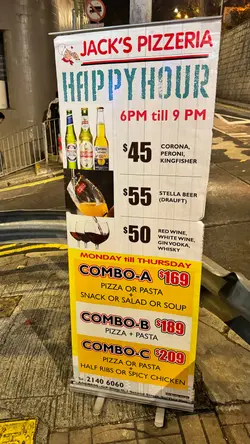 JACK'S PIZZERIA
HAPPY HOUR
6PM till 9 PM
$45
CORONA,
PERONI,
KINGFISHER
$55
STELLA BEER
(DRAUFT)
$50
RED WINE,
WHITE WINE,
GIN VODKA,
WHISKY
MONDAY till THURSDAY
COMBO-A $169
PIZZA OR PASTA
+
SNACK OR SALAD OR SOUP
COMBO-B $189
PIZZA + PASTA
COMBO-C $209
PIZZA OR PASTA
+
HALF RIBS OR SPICY CHICKEN
2140 6060